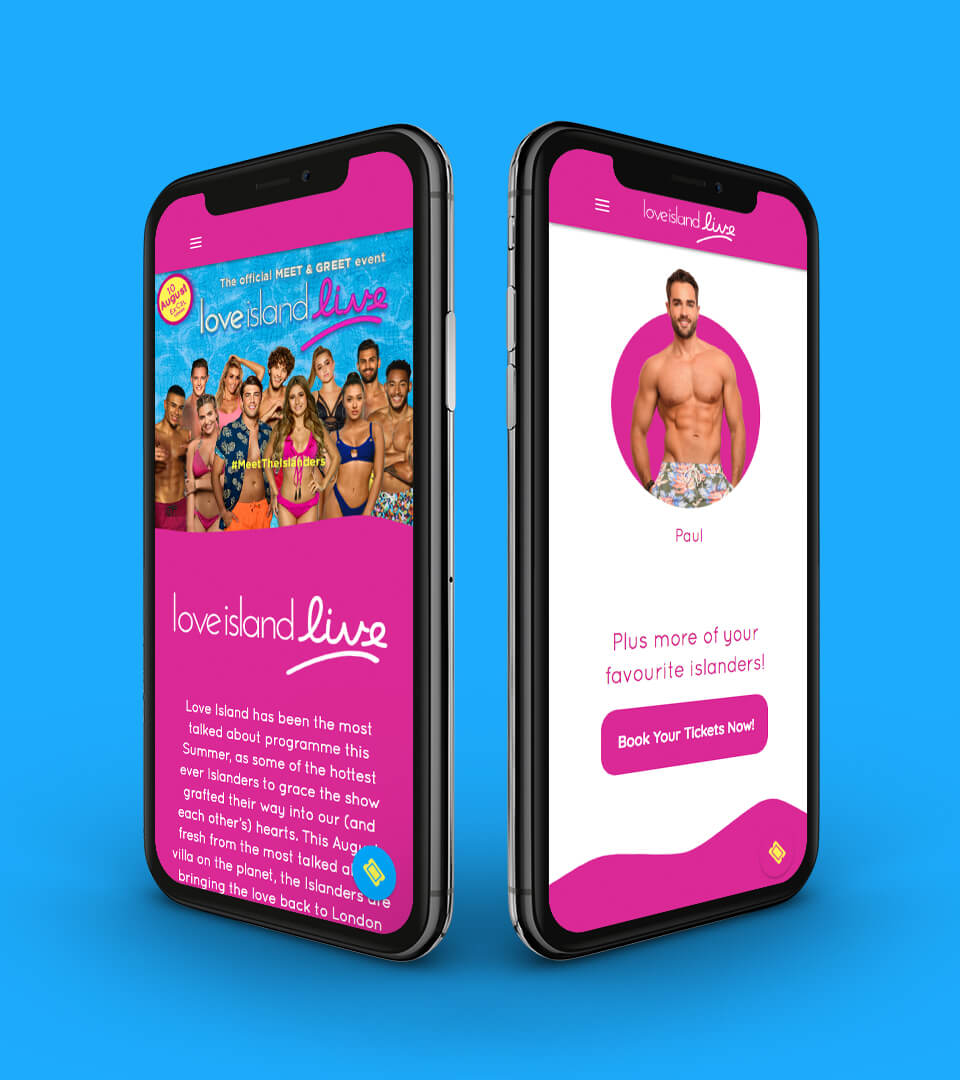 The official MEET & GREET event
10
August
ExCeL
love island live
#MeetTheIslanders
love island live
Love Island has been the most
talked about programme this
Summer, as some of the hottest
ever Islanders to grace the show
grafted their way into our (and
each other's) hearts. This Augu
fresh from the most talked a
villa on the planet, the Islanders are
bringing the love back to London
love island live
Paul
Plus more of your
favourite islanders!
Book Your Tickets Now!